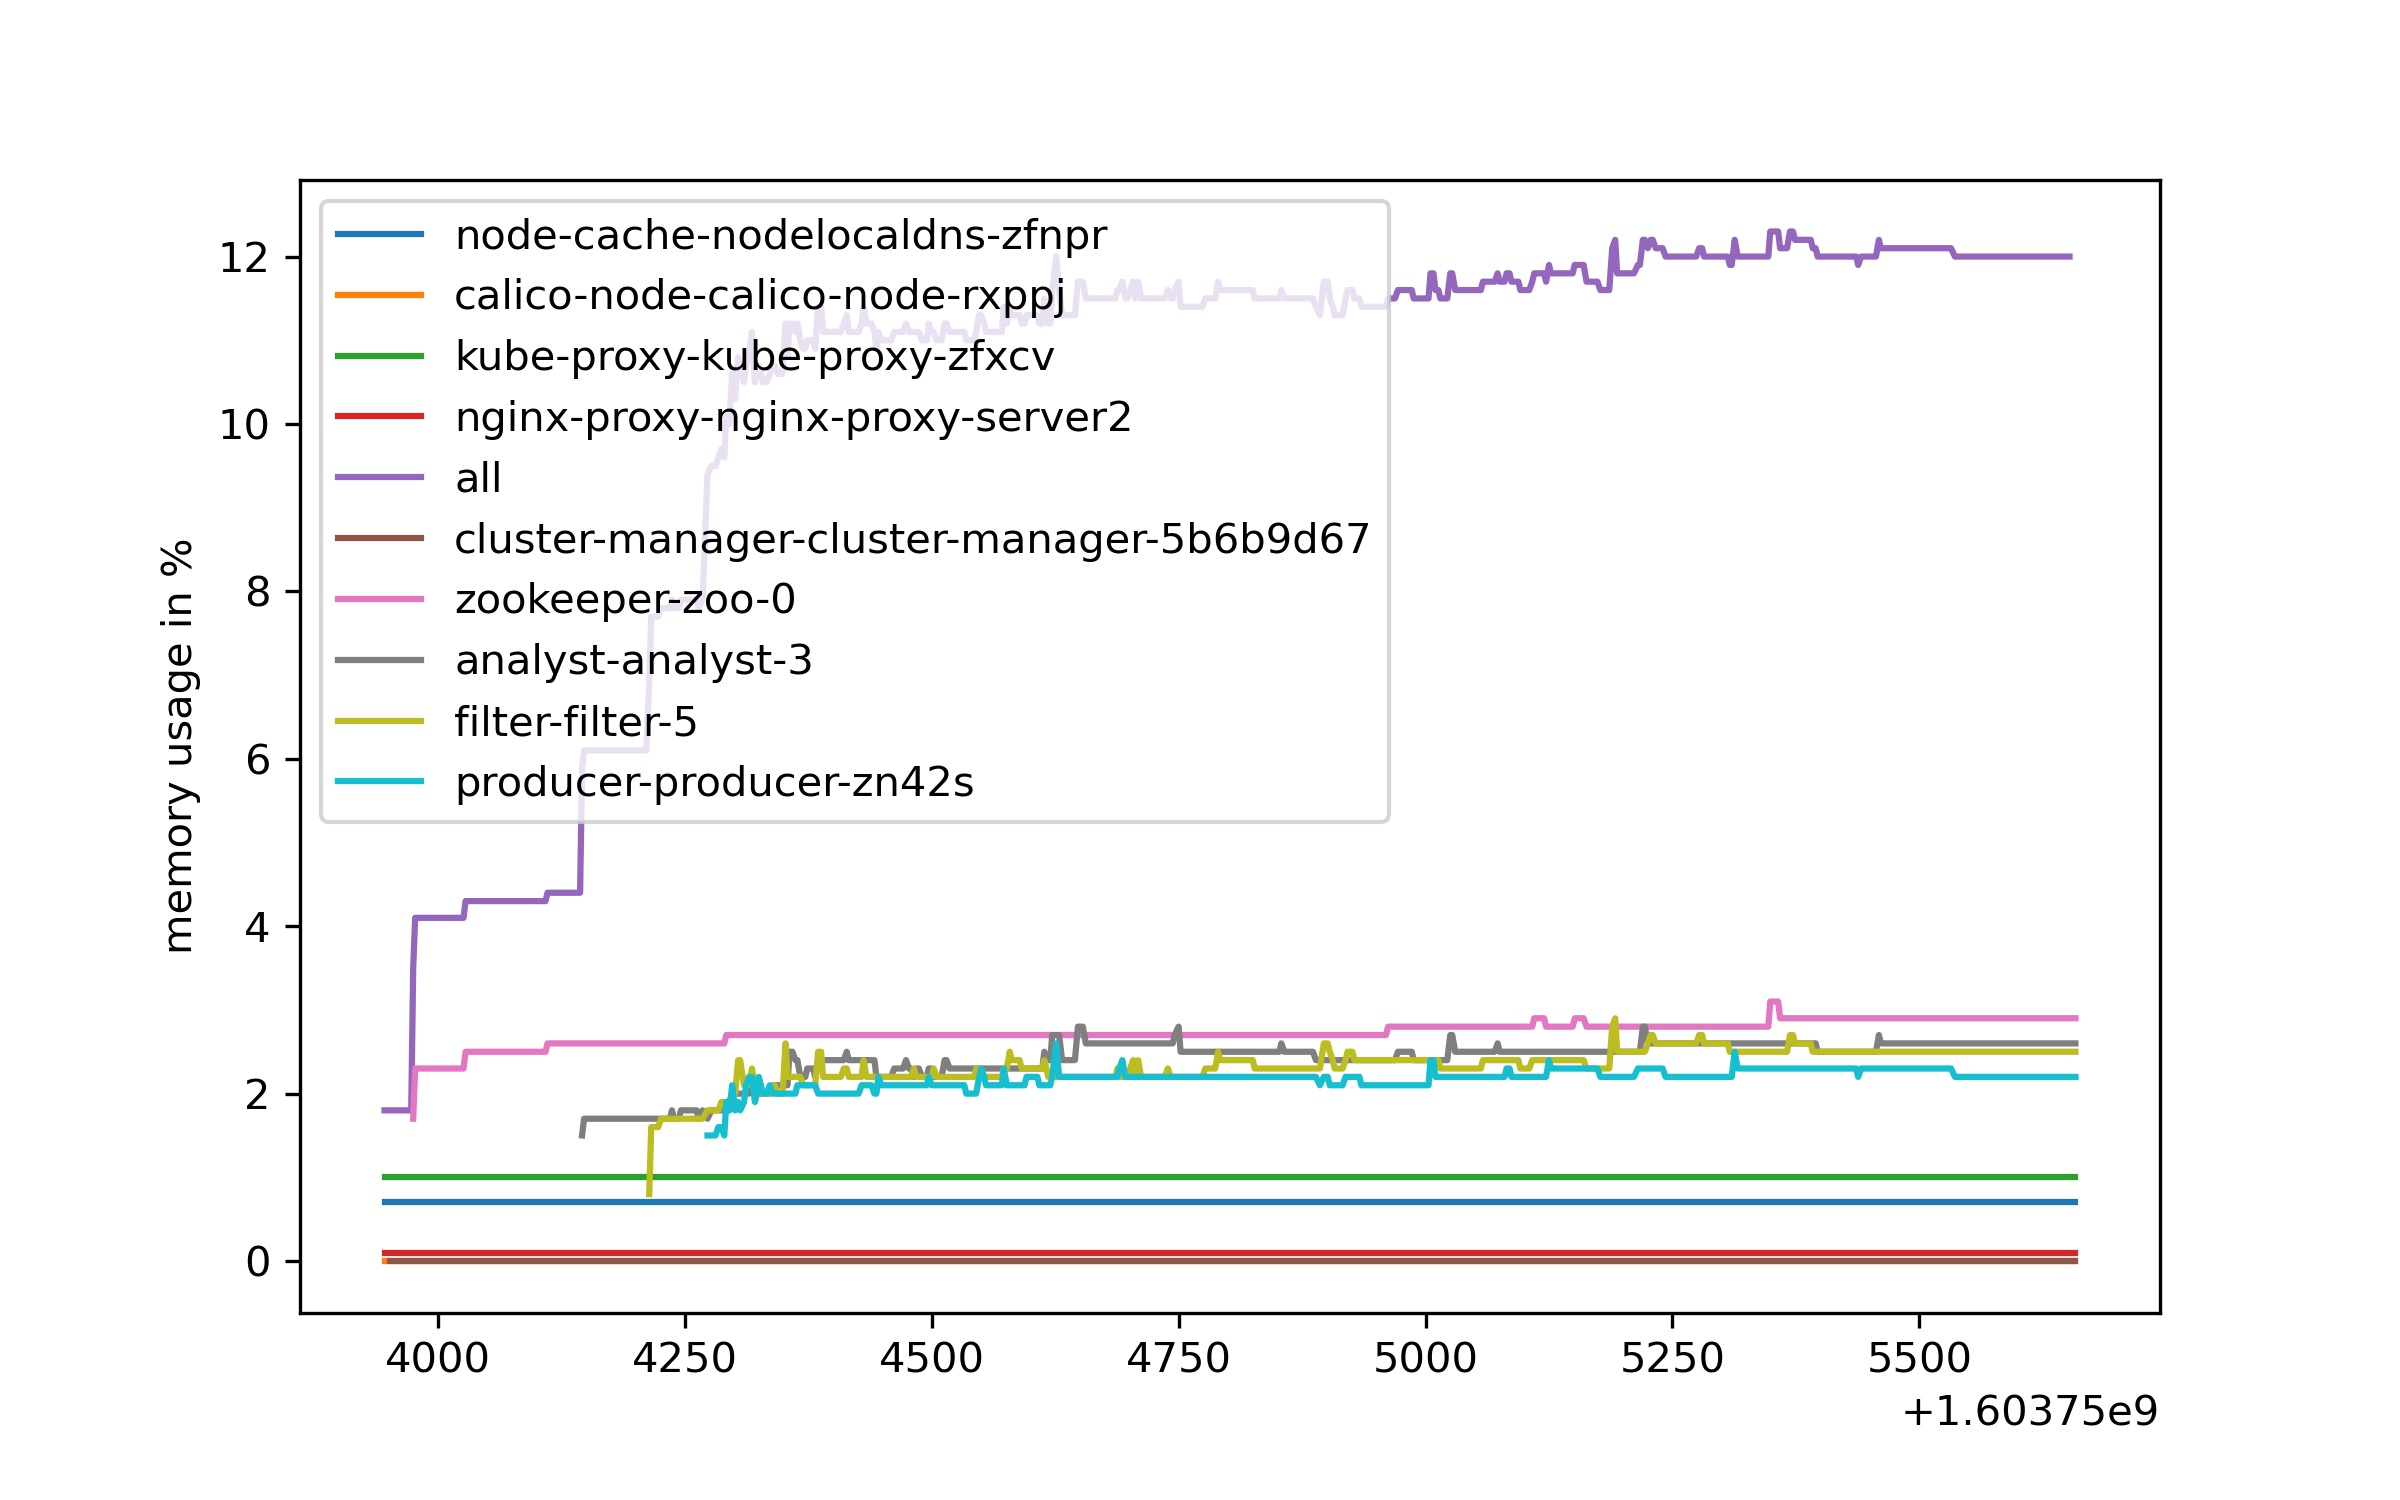 node-cache-nodelocaldns-zfnpr
calico-node-calico-node-rxppj
kube-proxy-kube-proxy-zfxcv
nginx-proxy-nginx-proxy-server2
all
cluster-manager-cluster-manager-5b6b9d67
zookeeper-zoo-0
analyst-analyst-3
filter-filter-5
producer-producer-zn42s
memory usage in %
12
10
8
6
4
2
0
4000 4250 4500 4750 5000 5250 5500
+1.60375e9